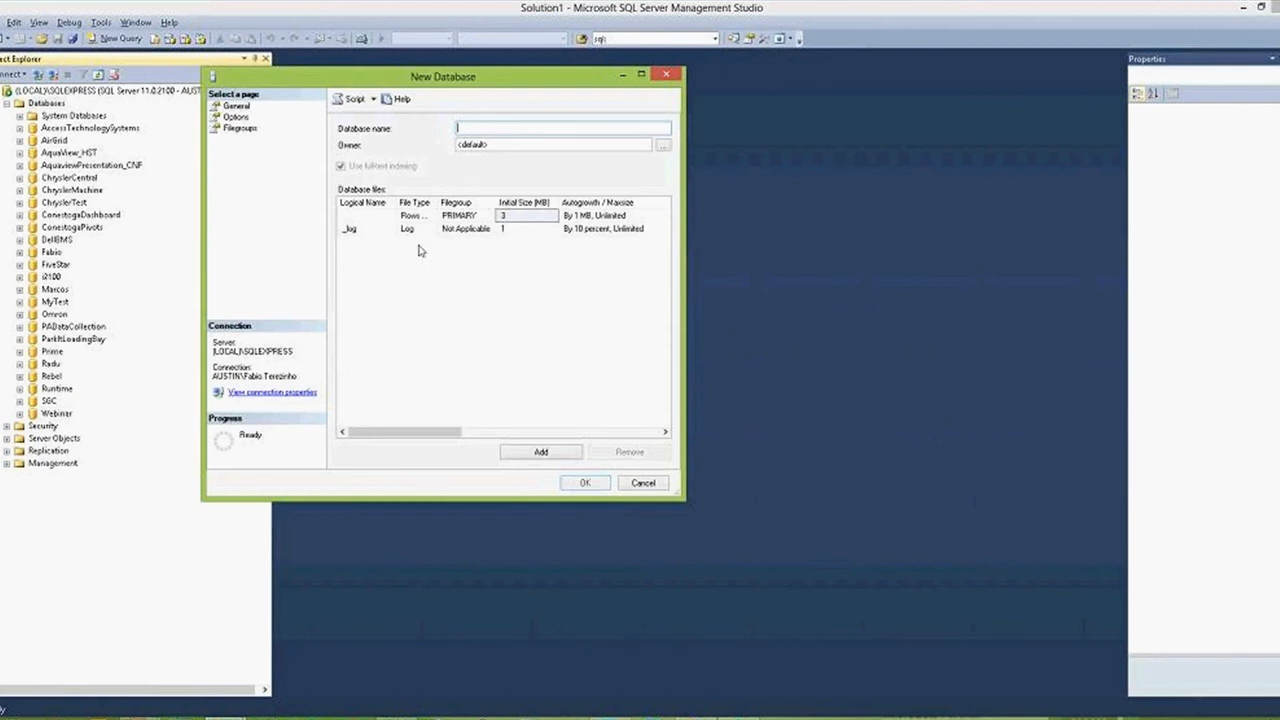 Solution1 - Microsoft SQL Server Management Studio
Edit View Debug Tools Window Help
New Query sqlj
ect Explorer
Properties
nnect
(LOCAL)\SQLEXPRESS (SQL Server 11.0.2100 - AUST
Databases
System Databases
AccessTechnologySystems
AirGrid
AquaView_HST
AquaviewPresentation_CNF
ChryslerCentral
ChryslerMachine
ChryslerTest
ConestogaDashboard
ConestogaPivots
DellBMS
Fabio
FiveStar
i2100
Marcos
MyTest
Omron
PADataCollection
ParkItLoadingBay
Prime
Radu
Rebel
Runtime
SGC
Webinar
Security
Server Objects
Replication
Management
New Database
Select a page
General
Options
Filegroups
Script Help
Database name:
Owner: <default> ...
Use full-text indexing
Database files:
Logical Name File Type Filegroup Initial Size (MB) Autogrowth / Maxsize
Rows ... PRIMARY 3 By 1 MB, Unlimited
_log Log Not Applicable 1 By 10 percent, Unlimited
Connection
Server:
(LOCAL)\SQLEXPRESS
Connection:
AUSTIN\Fabio.Terezinho
View connection properties
Progress
Ready
Add Remove
OK Cancel